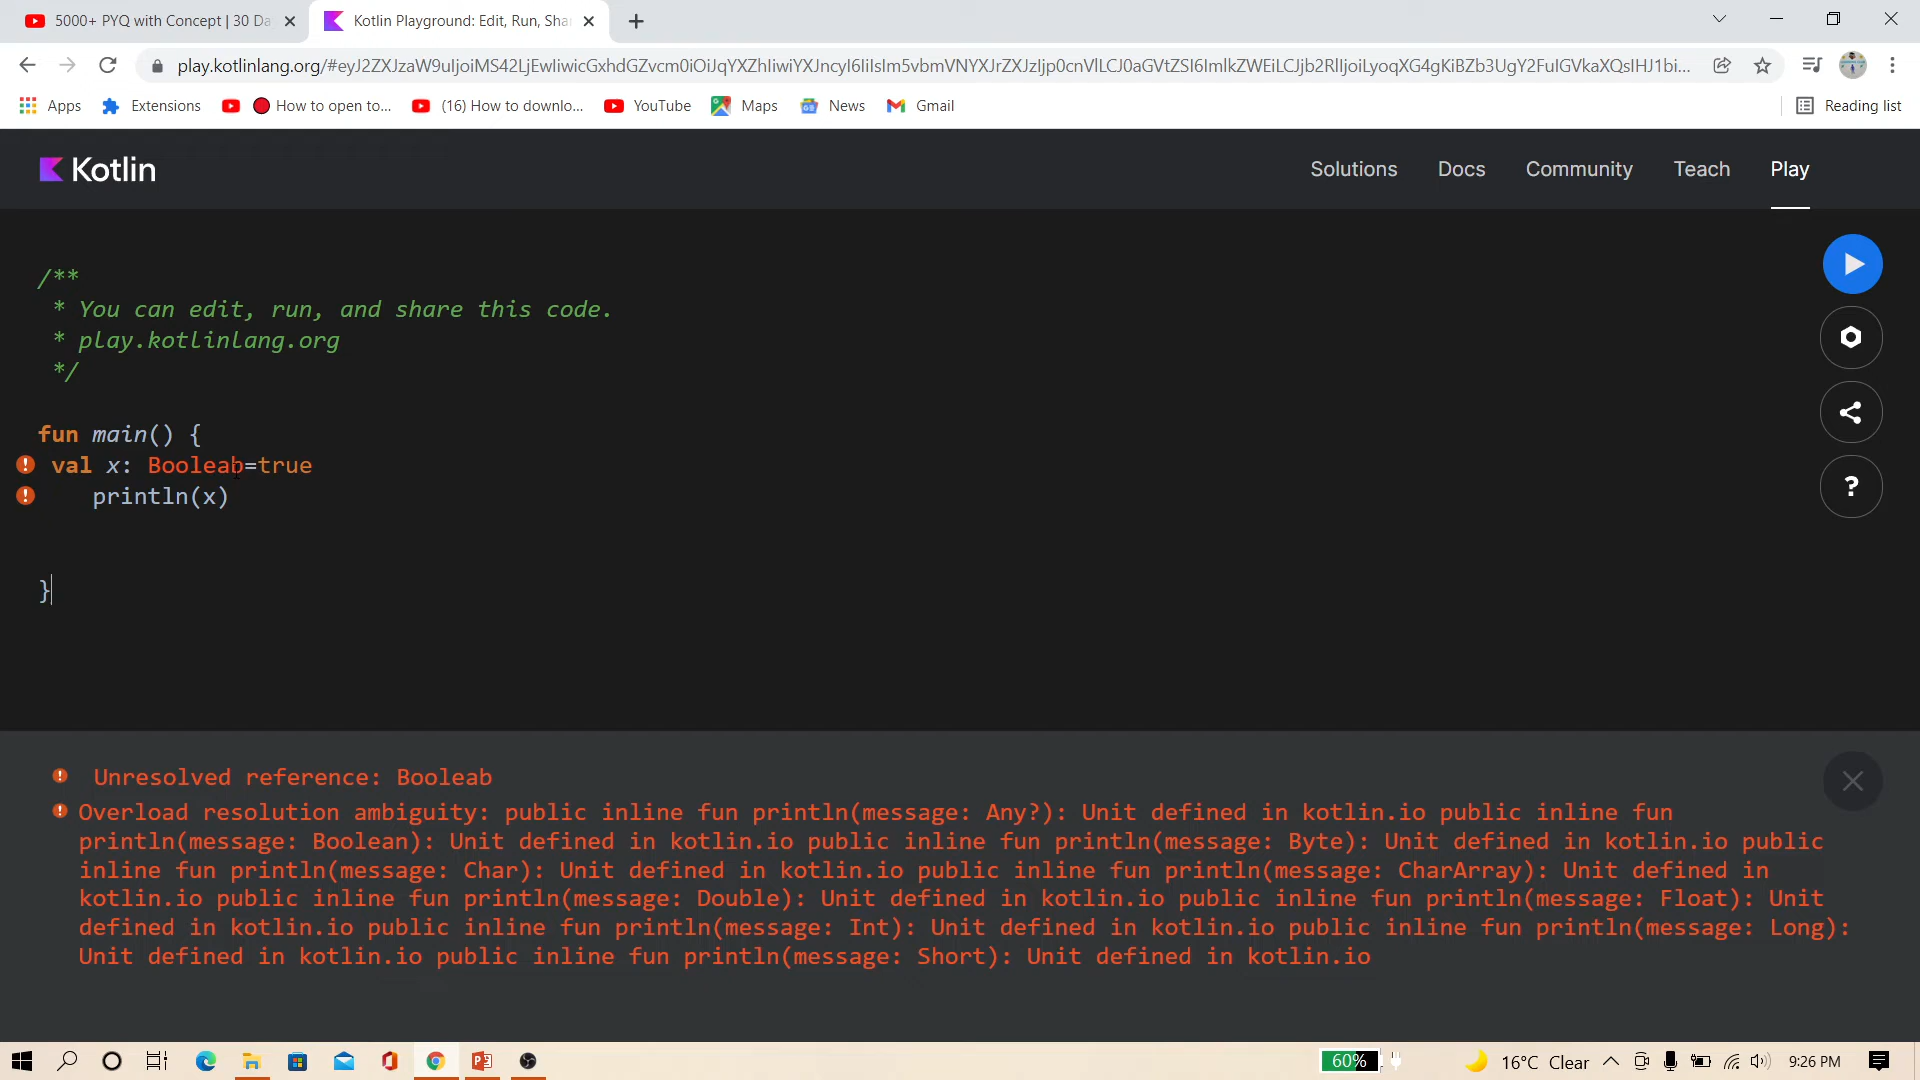 5000+ PYQ with Concept | 30 Da
Kotlin Playground: Edit, Run, Sha
Apps
Extensions
How to open to...
(16) How to downlo...
YouTube
Maps
News
Gmail
Reading list
Kotlin
Solutions
Docs
Community
Teach
Play
/**
* You can edit, run, and share this code.
* play.kotlinlang.org
*/
fun main() {
val x: Booleab=true
println(x)
}
Unresolved reference: Booleab
Overload resolution ambiguity: public inline fun println(message: Any?): Unit defined in kotlin.io public inline fun
println(message: Boolean): Unit defined in kotlin.io public inline fun println(message: Byte): Unit defined in kotlin.io public
inline fun println(message: Char): Unit defined in kotlin.io public inline fun println(message: CharArray): Unit defined in
kotlin.io public inline fun println(message: Double): Unit defined in kotlin.io public inline fun println(message: Float): Unit
defined in kotlin.io public inline fun println(message: Int): Unit defined in kotlin.io public inline fun println(message: Long):
Unit defined in kotlin.io public inline fun println(message: Short): Unit defined in kotlin.io
60%
16°C Clear
9:26 PM